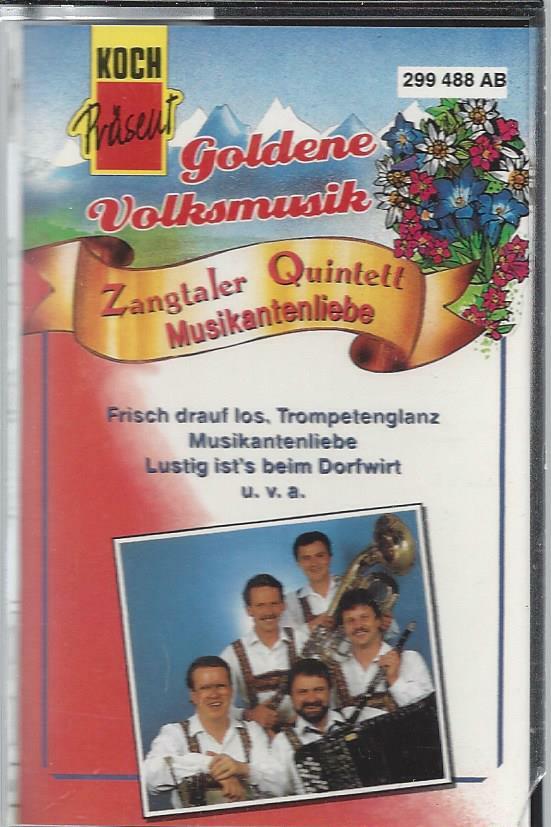 KOCH
Präsent
299 488 AB
Goldene
Volksmusik
Zangtaler Quintett
Musikantenliebe
Frisch drauf los, Trompetenglanz
Musikantenliebe
Lustig ist's beim Dorfwirt
u. v. a.